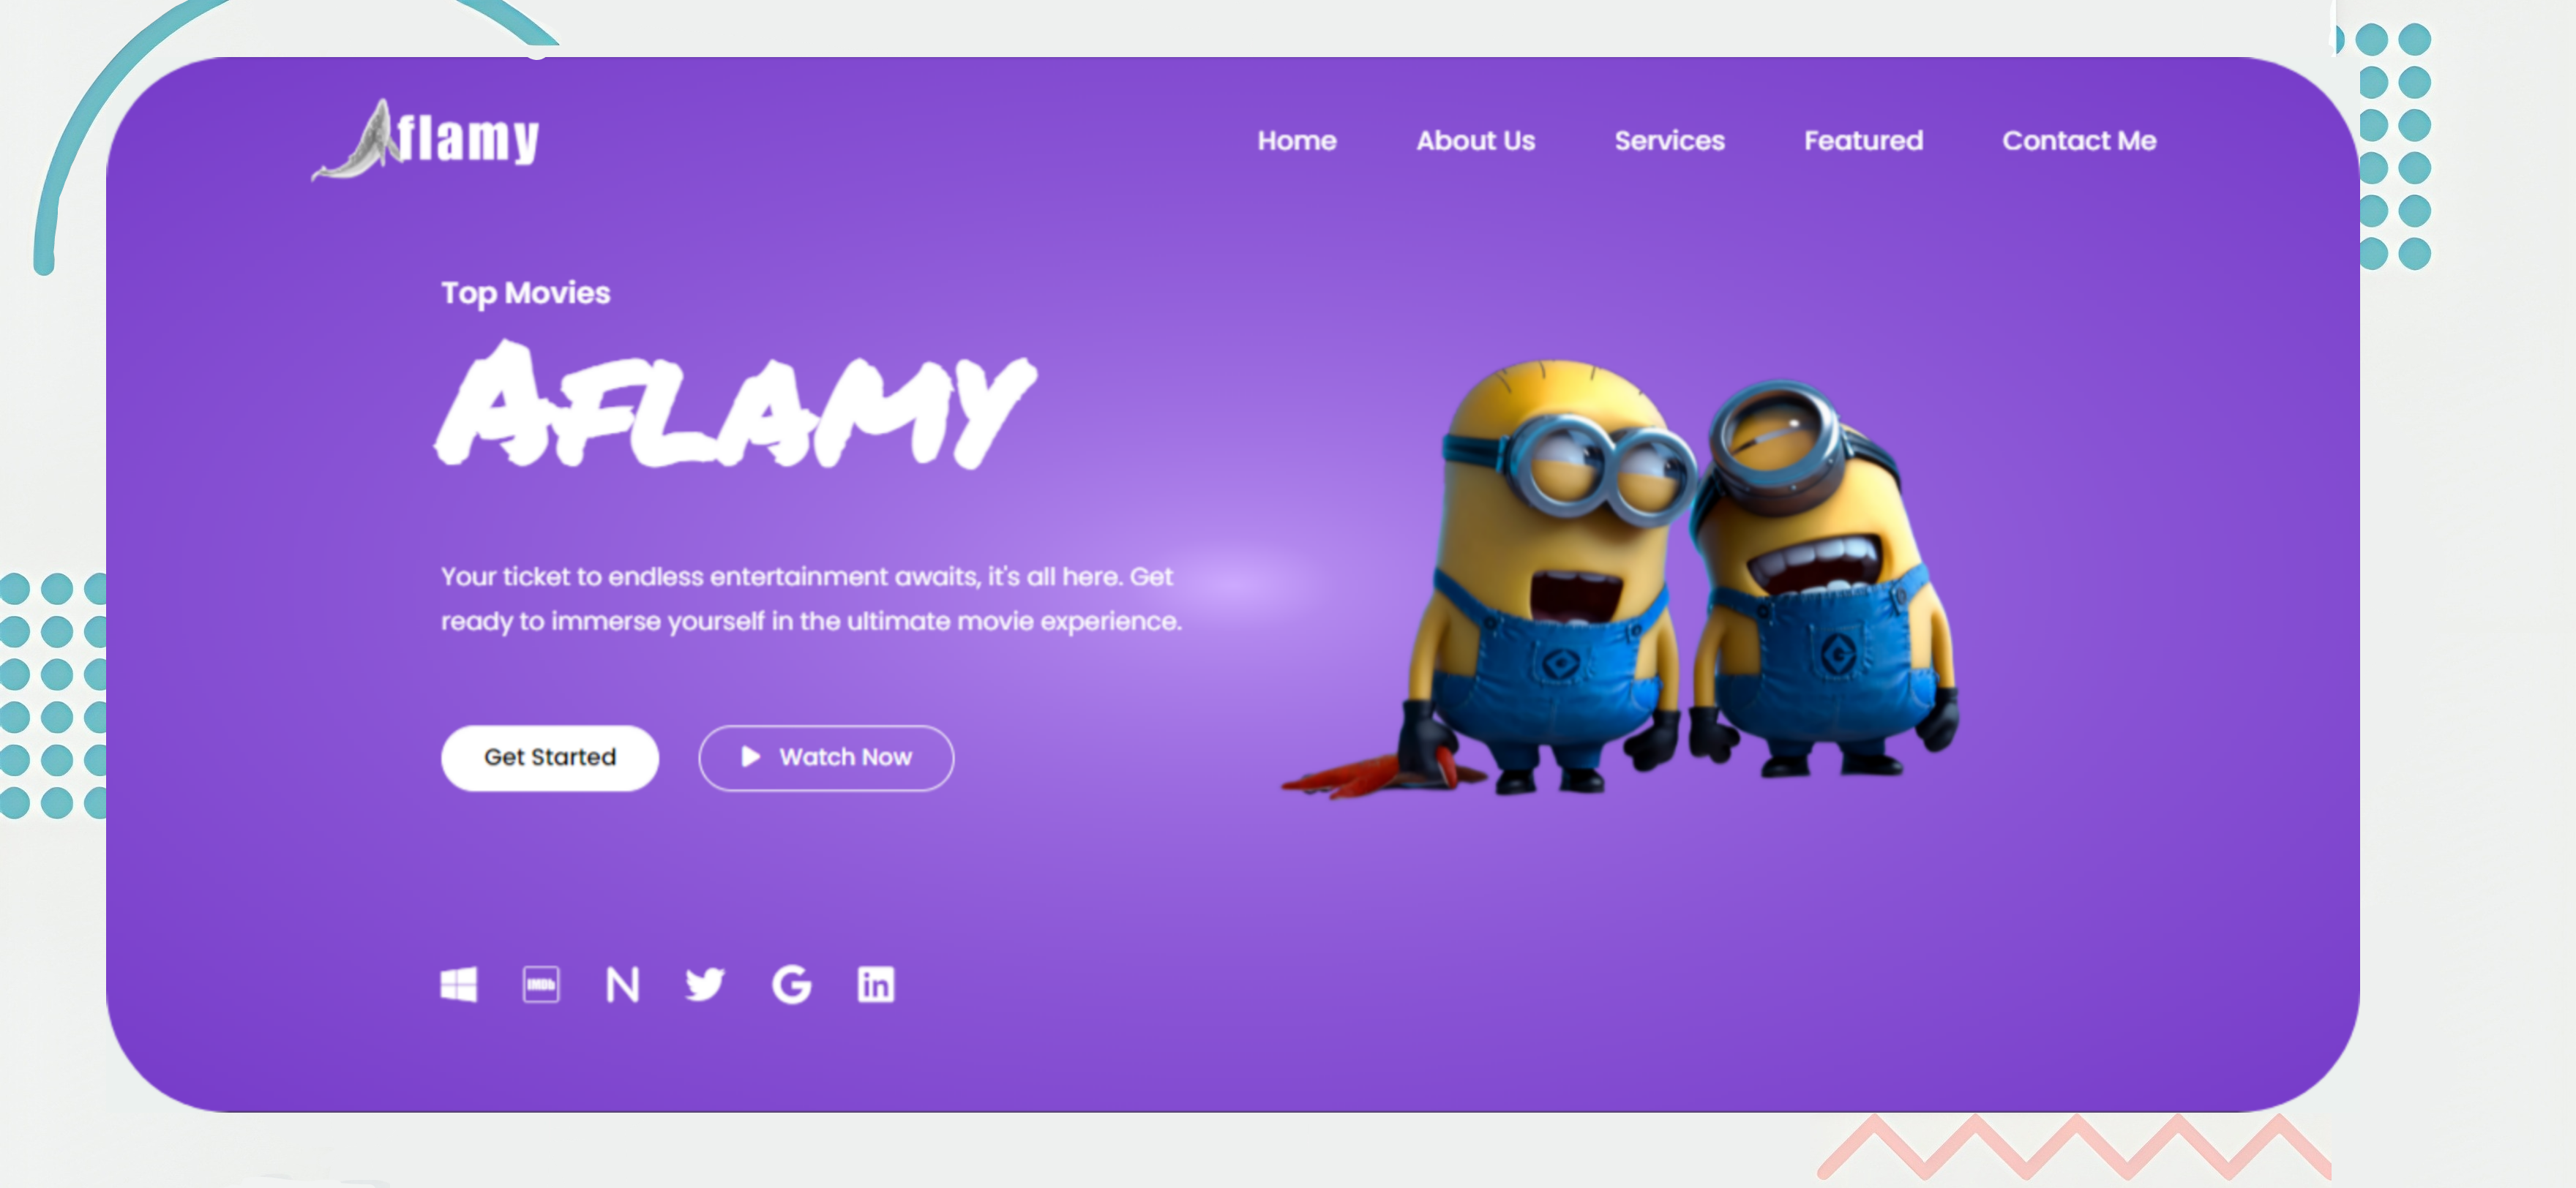 Aflamy
Home About Us Services Featured Contact Me
Top Movies
AFLAMY
Your ticket to endless entertainment awaits, it's all here. Get
ready to immerse yourself in the ultimate movie experience.
Get Started Watch Now
IMDb N G in